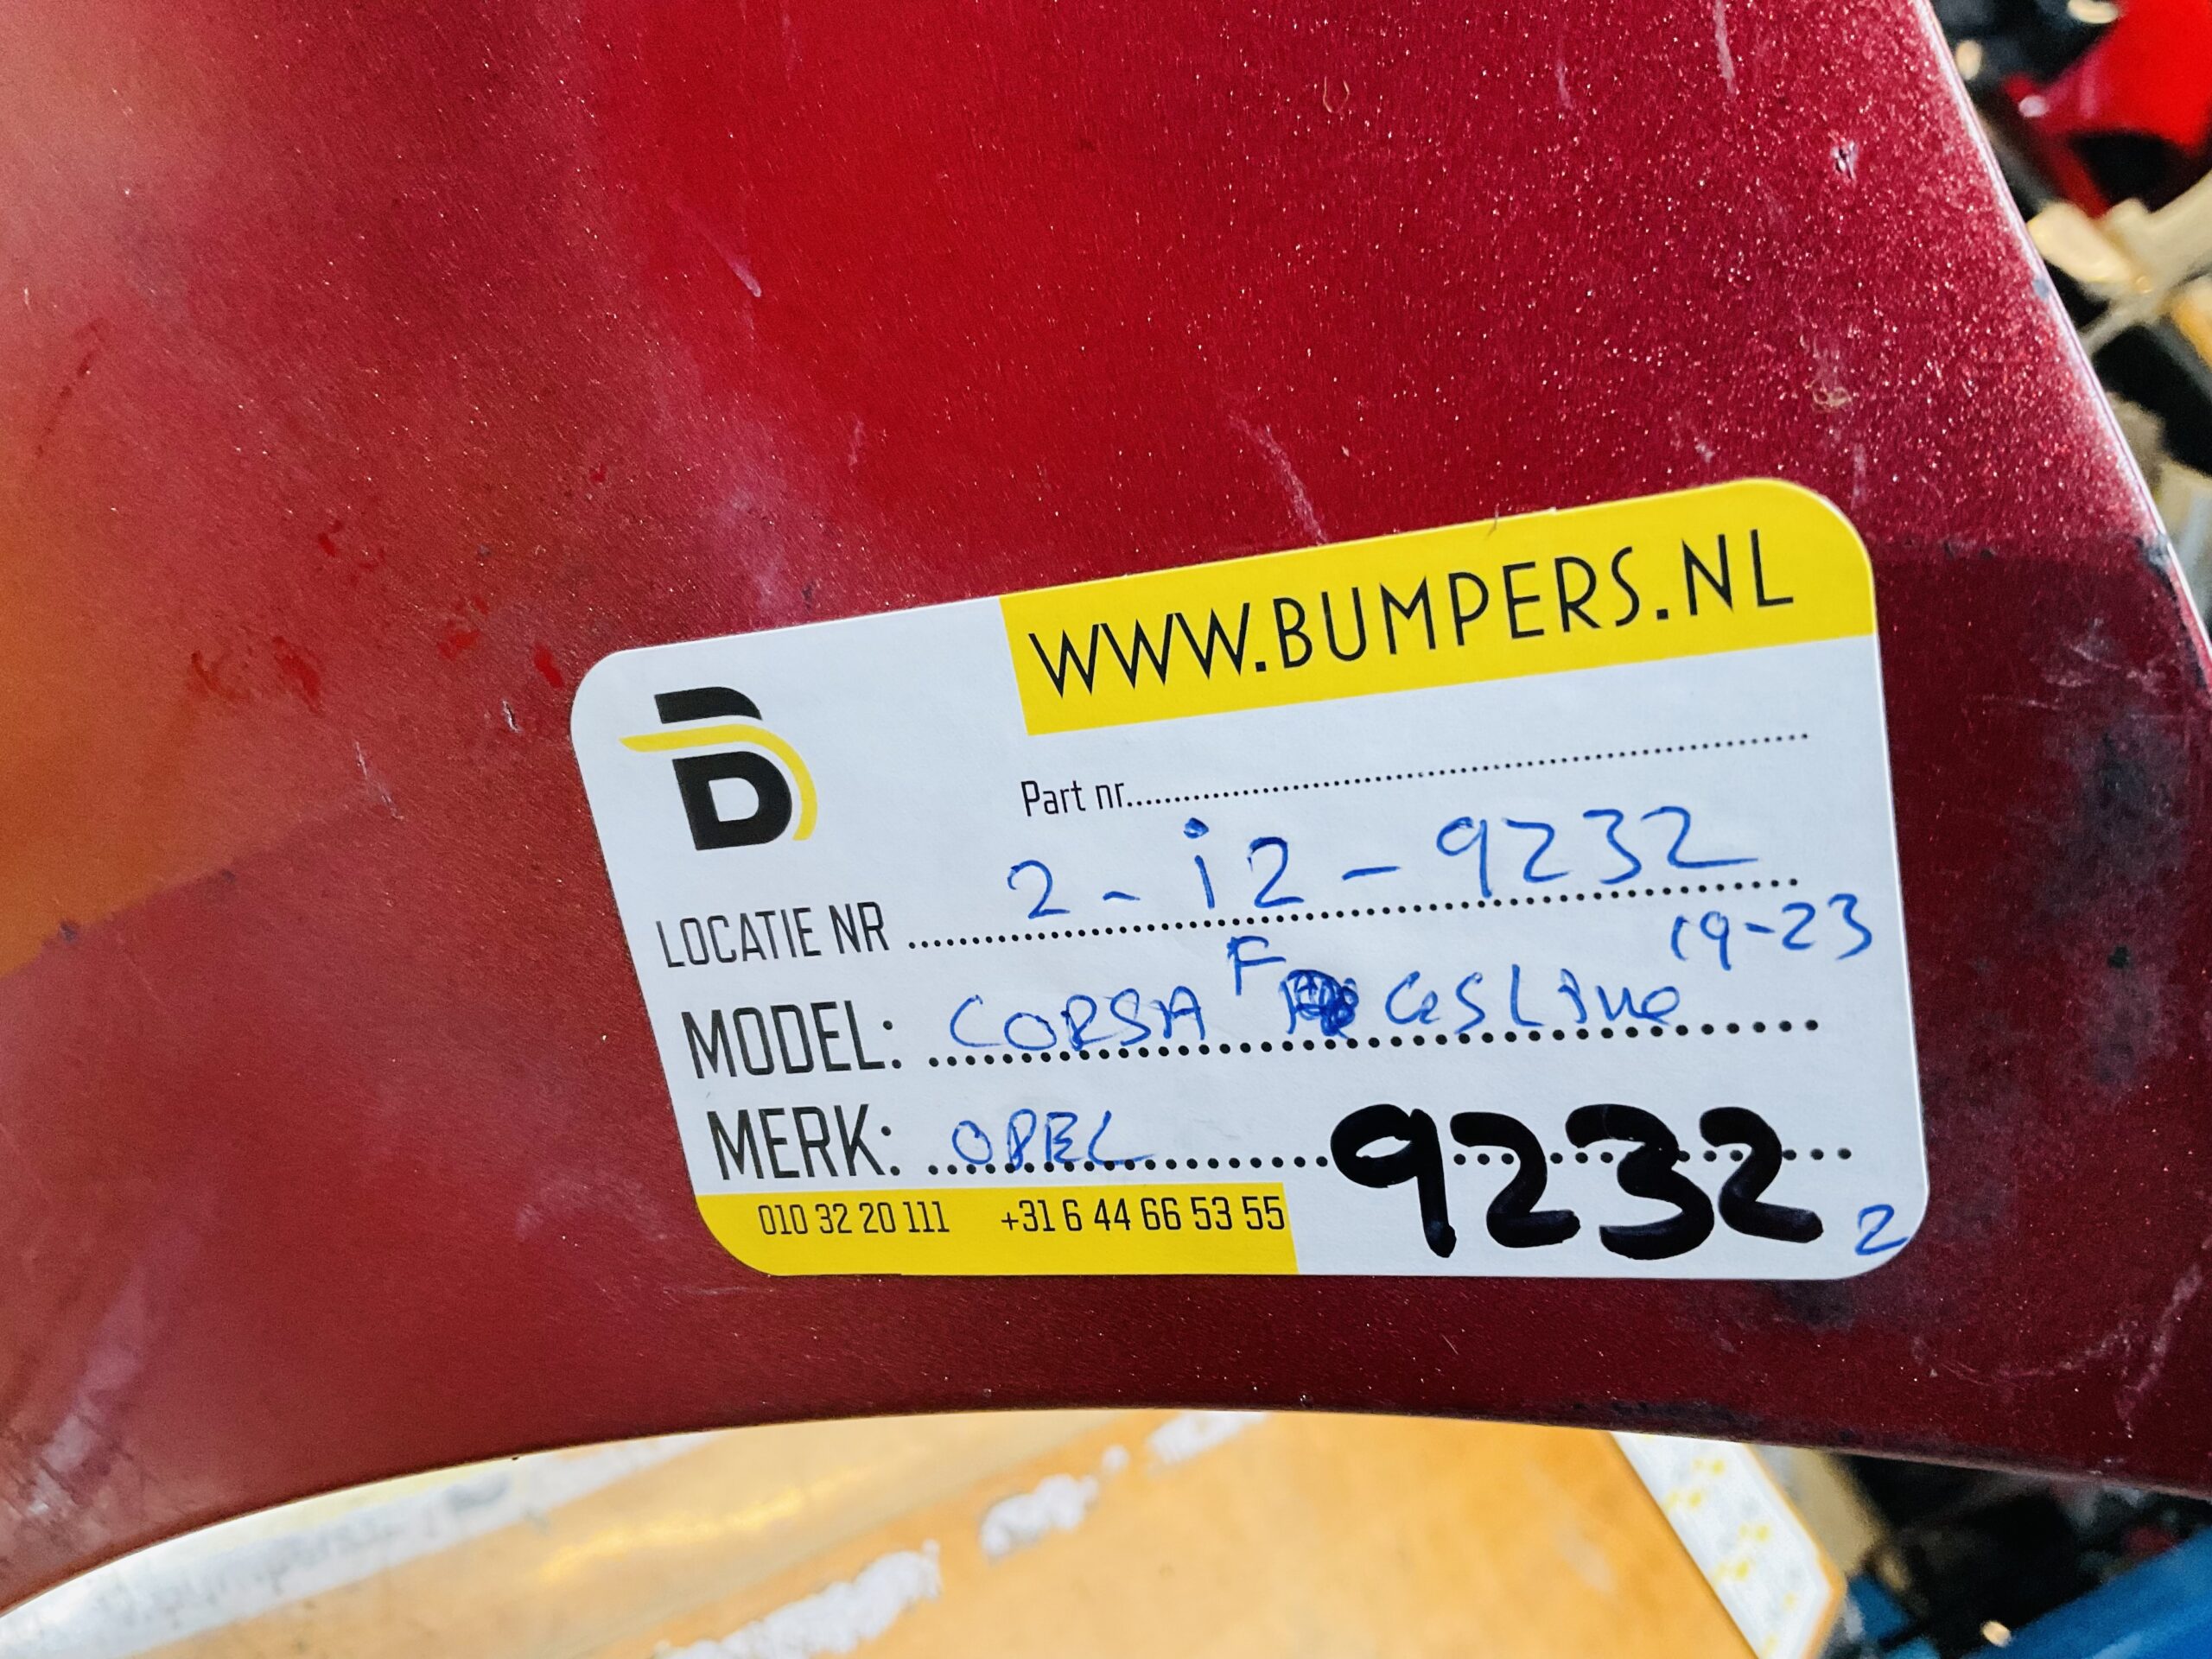 WWW.BUMPERS.NL
B
Part nr
LOCATIE NR 2 - i2 - 9232
19-23
MODEL: CORSA F GSLine
MERK: OPEL 9232
010 32 20 111 +31 6 44 66 53 55
2